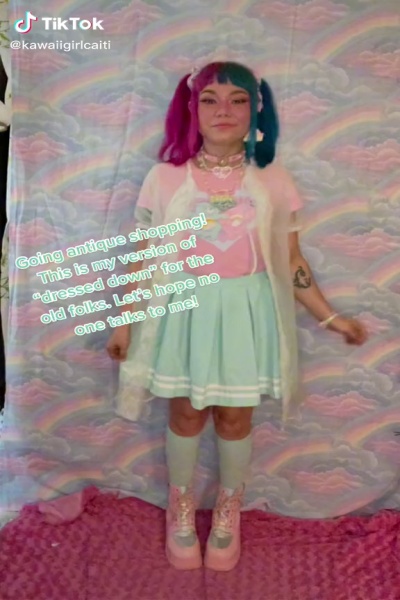 TikTok
@kawaiigirlcaiti
Going antique shopping!
This is my version of
"dressed down" for the
old folks. Let's hope no
one talks to me!